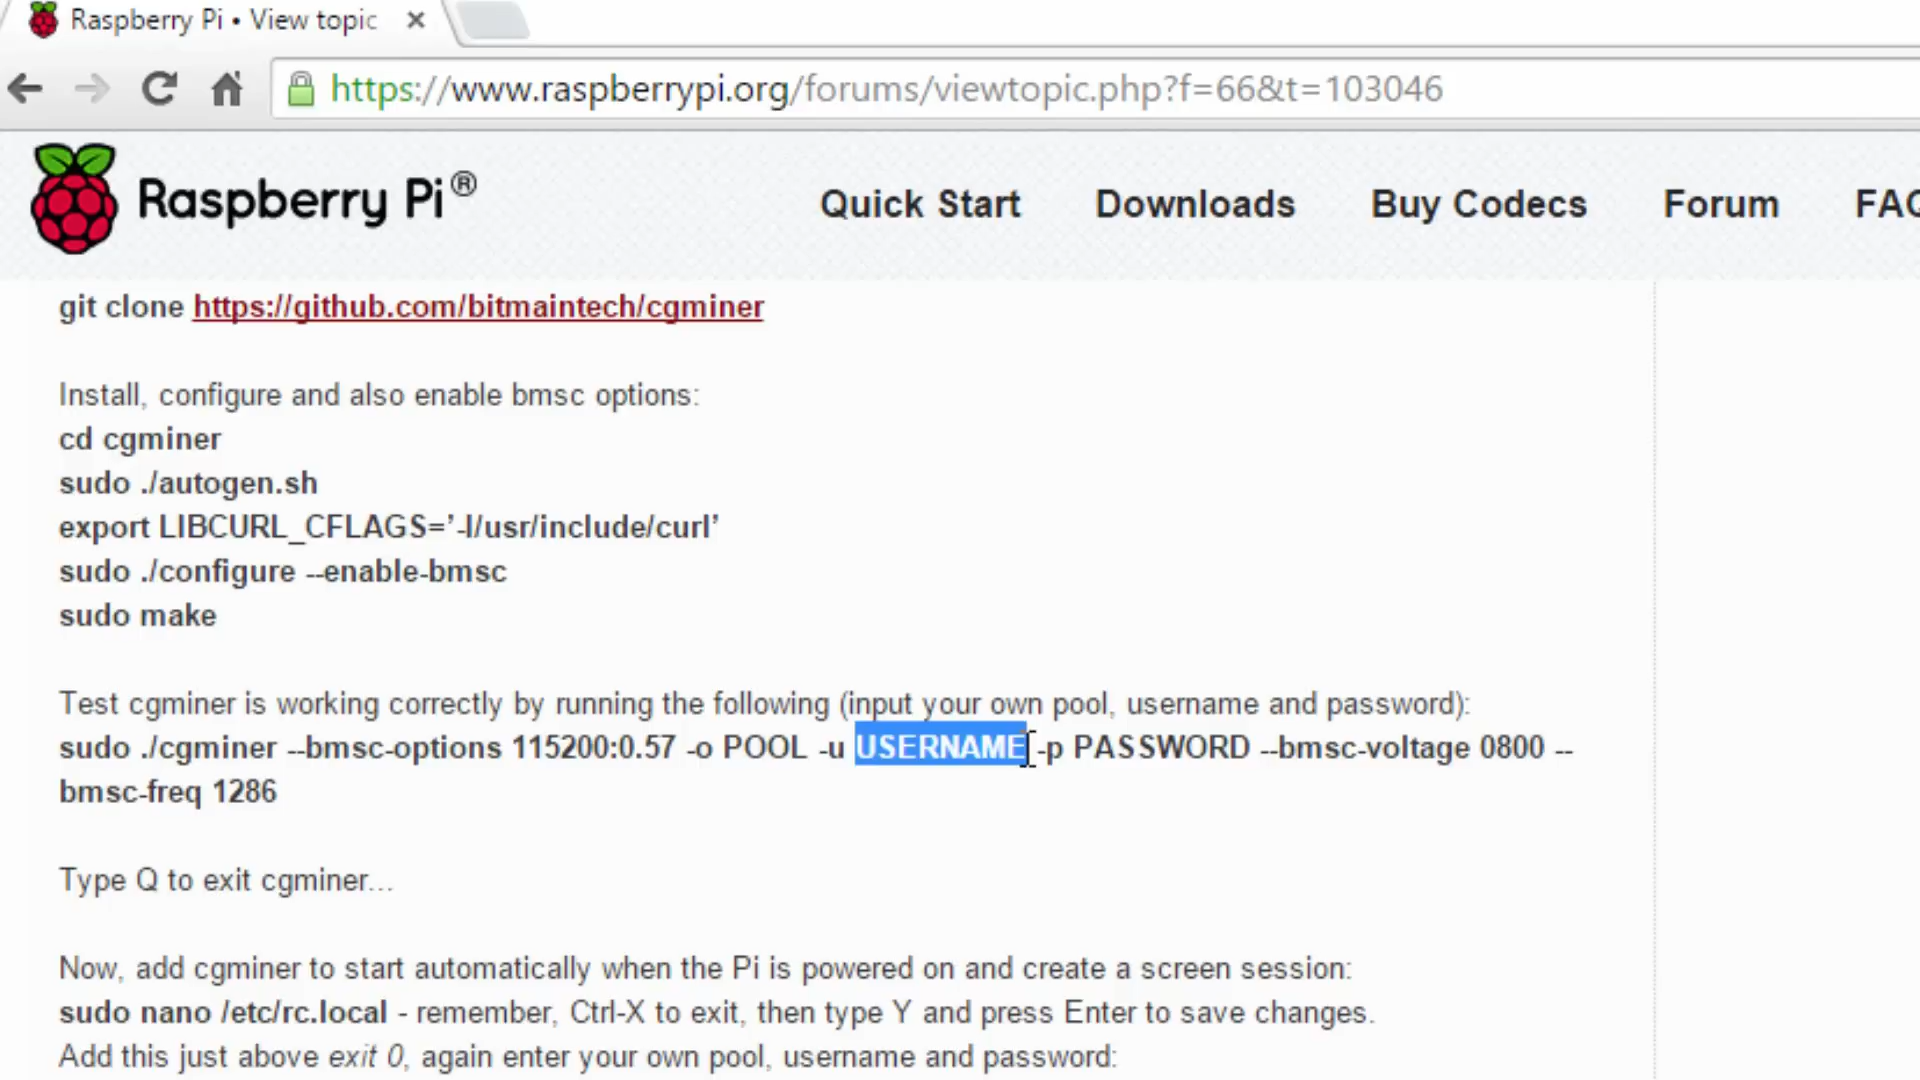 Raspberry Pi • View topic
https://www.raspberrypi.org/forums/viewtopic.php?f=66&t=103046
Raspberry Pi®
Quick Start Downloads Buy Codecs Forum FAQ
git clone https://github.com/bitmaintech/cgminer
Install, configure and also enable bmsc options:
cd cgminer
sudo ./autogen.sh
export LIBCURL_CFLAGS=’-I/usr/include/curl’
sudo ./configure --enable-bmsc
sudo make
Test cgminer is working correctly by running the following (input your own pool, username and password):
sudo ./cgminer --bmsc-options 115200:0.57 -o POOL -u USERNAME -p PASSWORD --bmsc-voltage 0800 --
bmsc-freq 1286
Type Q to exit cgminer...
Now, add cgminer to start automatically when the Pi is powered on and create a screen session:
sudo nano /etc/rc.local - remember, Ctrl-X to exit, then type Y and press Enter to save changes.
Add this just above exit 0, again enter your own pool, username and password: